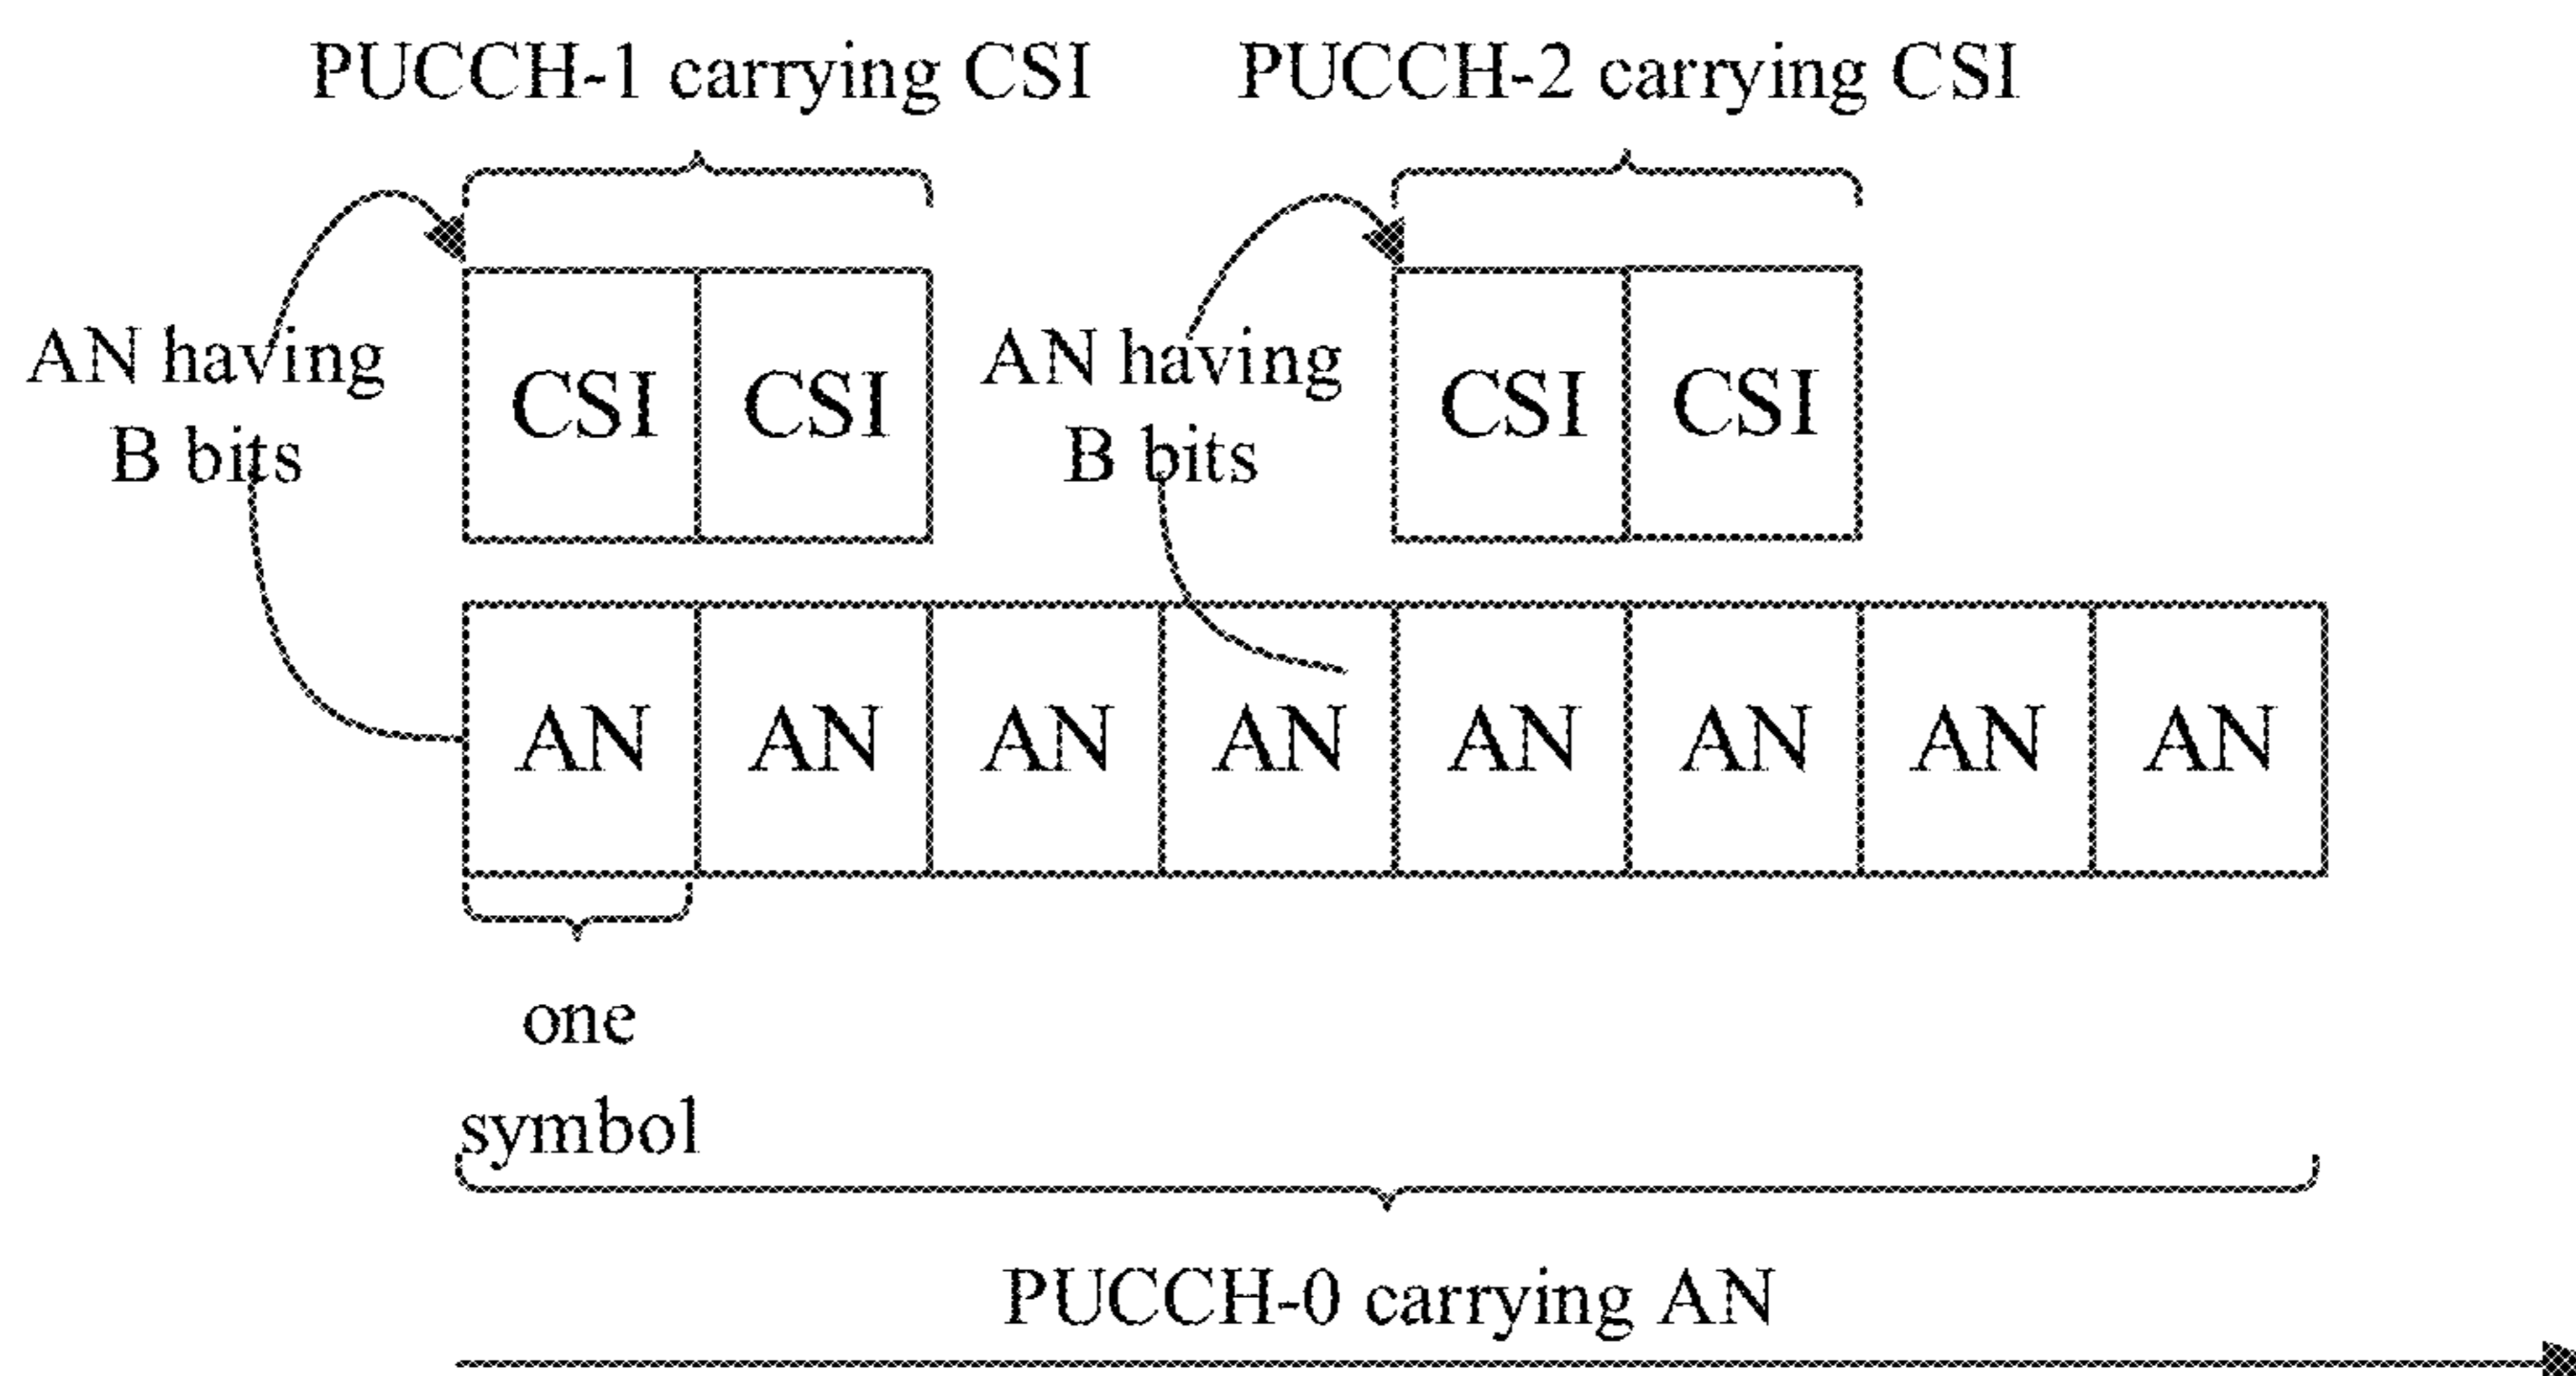 PUCCH-1 carrying CSI PUCCH-2 carrying CSI
AN having
B bits
CSI CSI
AN having
B bits
CSI CSI
AN AN AN AN AN AN AN AN
one
symbol
PUCCH-0 carrying AN